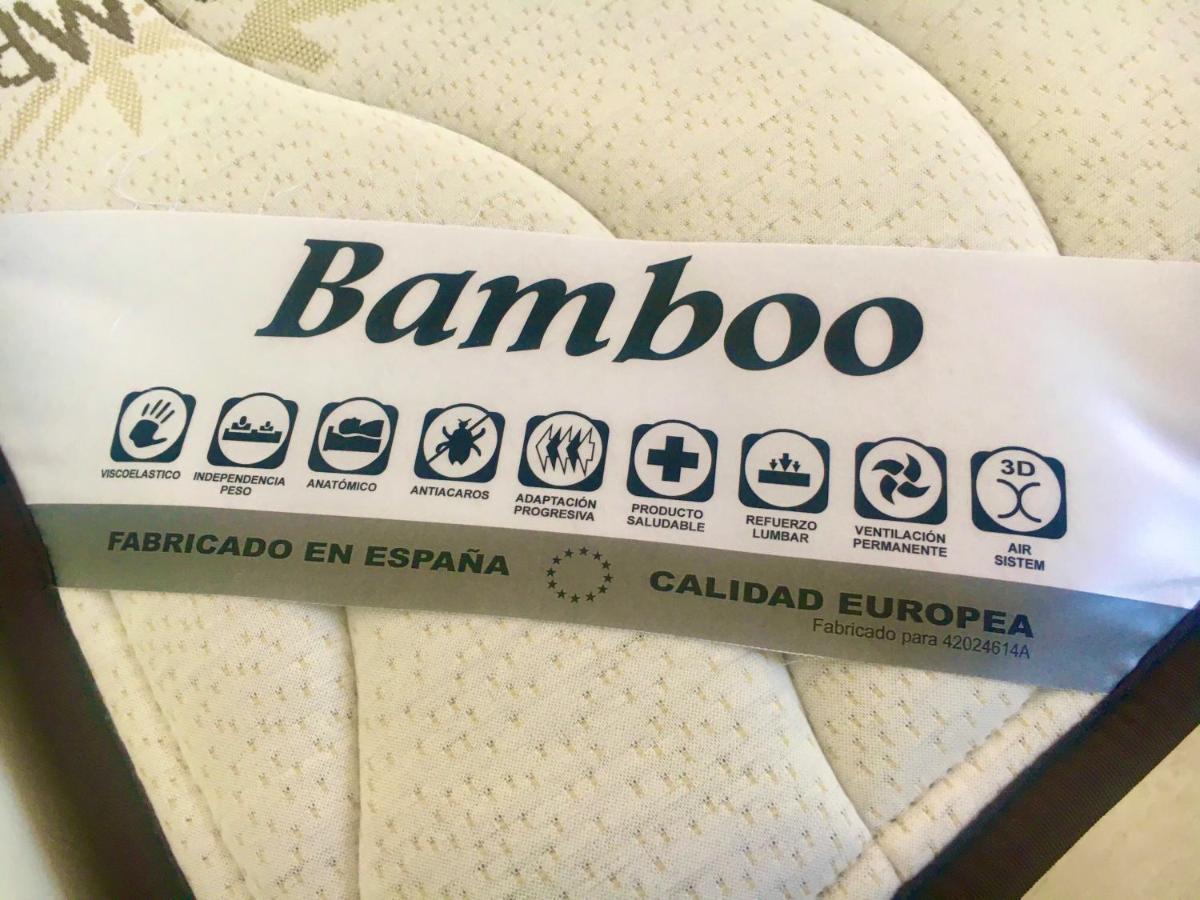 Bamboo
VISCOELASTICO
INDEPENDENCIA
PESO
ANATÓMICO
ANTIACAROS
ADAPTACIÓN
PROGRESIVA
PRODUCTO
SALUDABLE
REFUERZO
LUMBAR
VENTILACIÓN
PERMANENTE
3D
AIR
SISTEM
FABRICADO EN ESPAÑA
CALIDAD EUROPEA
Fabricado para 42024614A